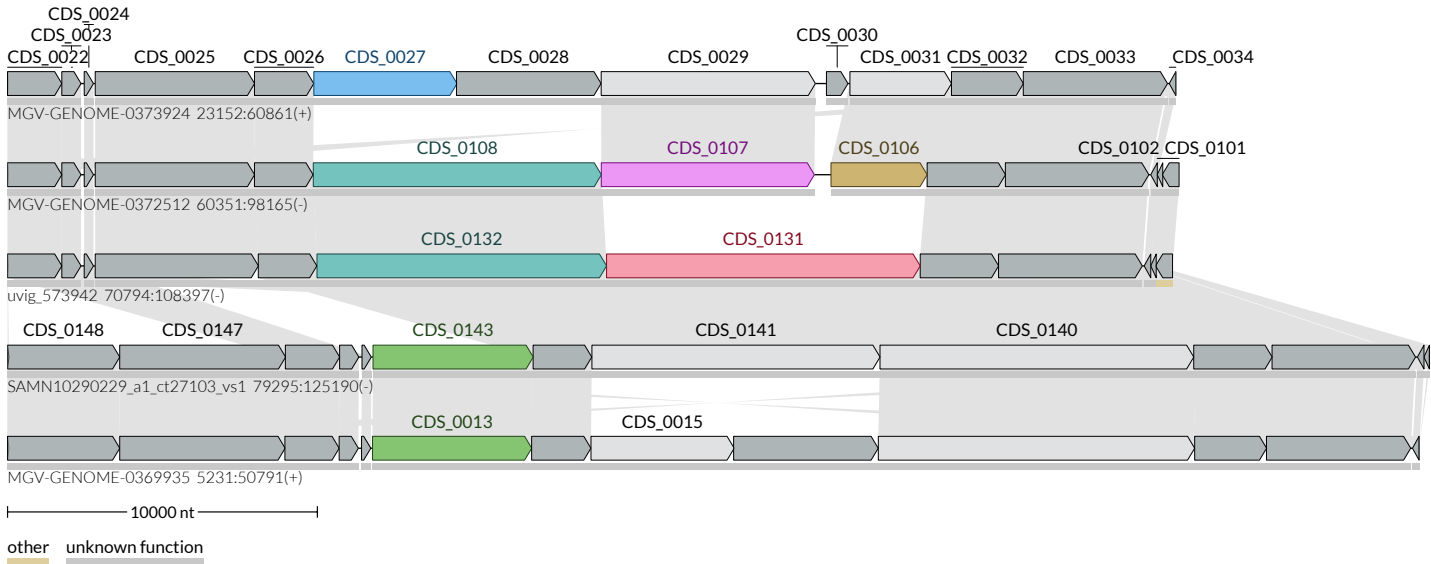 CDS_0024
CDS_0023
CDS_0022 CDS_0025 CDS_0026 CDS_0027 CDS_0028 CDS_0029 CDS_0030 CDS_0031 CDS_0032 CDS_0033 CDS_0034
MGV-GENOME-0373924 23152:60861(+)
CDS_0108 CDS_0107 CDS_0106 CDS_0102 CDS_0101
MGV-GENOME-0372512 60351:98165(-)
CDS_0132 CDS_0131
uvig_573942 70794:108397(-)
CDS_0148 CDS_0147 CDS_0143 CDS_0141 CDS_0140
SAMN10290229_a1_ct27103_vs1 79295:125190(-)
CDS_0013 CDS_0015
MGV-GENOME-0369935 5231:50791(+)
10000 nt
other unknown function